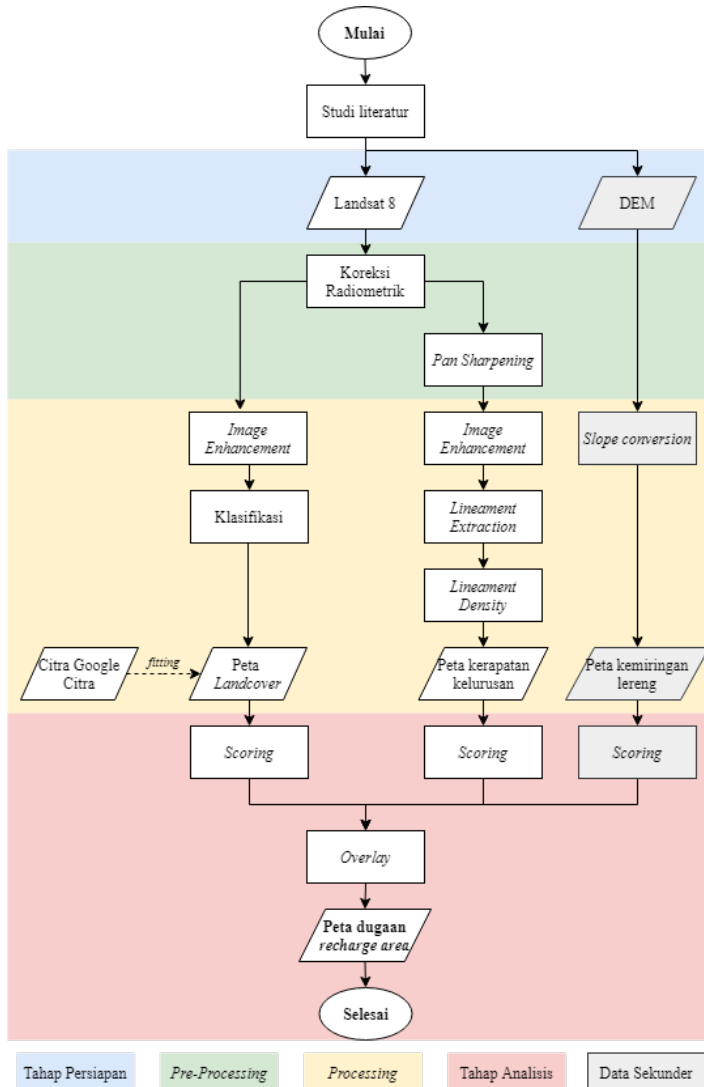 Mulai
Studi literatur
Landsat 8
DEM
Koreksi
Radiometrik
Pan Sharpening
Image
Enhancement
Image
Enhancement
Slope conversion
Klasifikasi
Lineament
Extraction
Lineament
Density
Citra Google
Citra
fitting
Peta
Landcover
Peta kerapatan
kelurusan
Peta kemiringan
lereng
Scoring
Scoring
Scoring
Overlay
Peta dugaan
recharge area
Selesai
Tahap Persiapan
Pre-Processing
Processing
Tahap Analisis
Data Sekunder